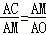 AC/AM = AM/AO